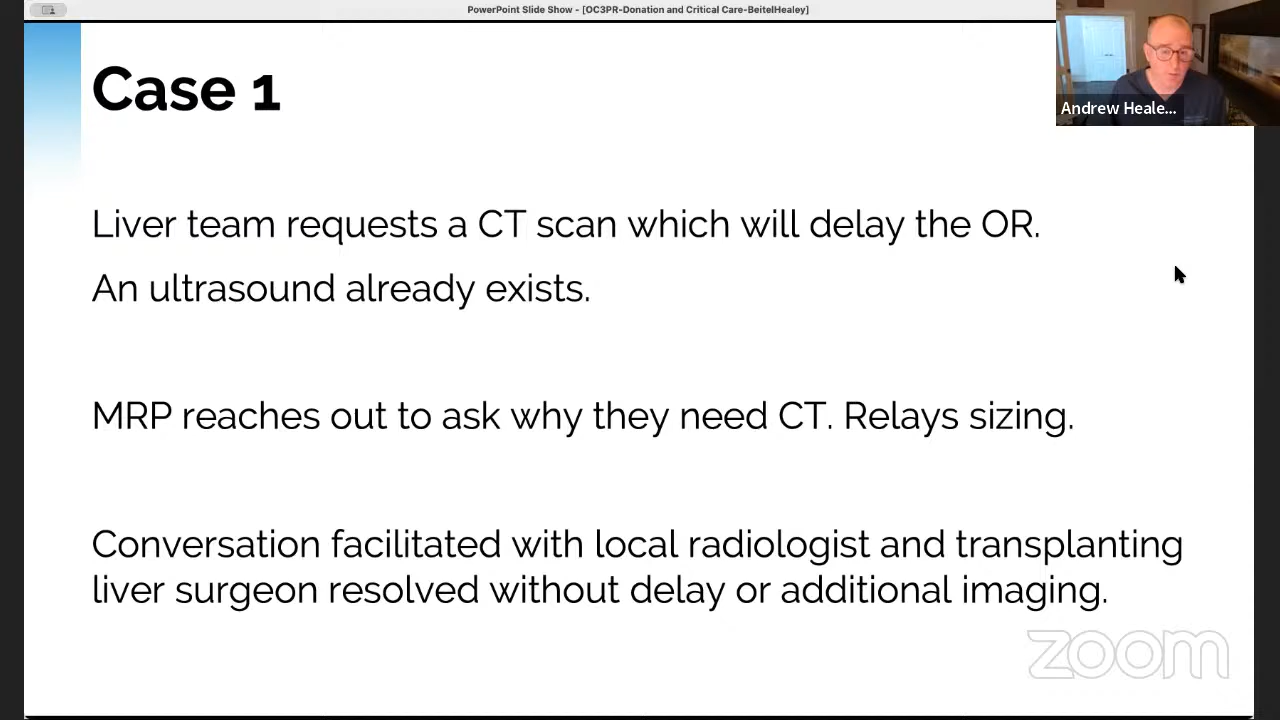 PowerPoint Slide Show - [OC3PR-Donation and Critical Care-BeitelHealey]
Case 1
Andrew Heale...
Liver team requests a CT scan which will delay the OR.
An ultrasound already exists.
MRP reaches out to ask why they need CT. Relays sizing.
Conversation facilitated with local radiologist and transplanting
liver surgeon resolved without delay or additional imaging.
zoom